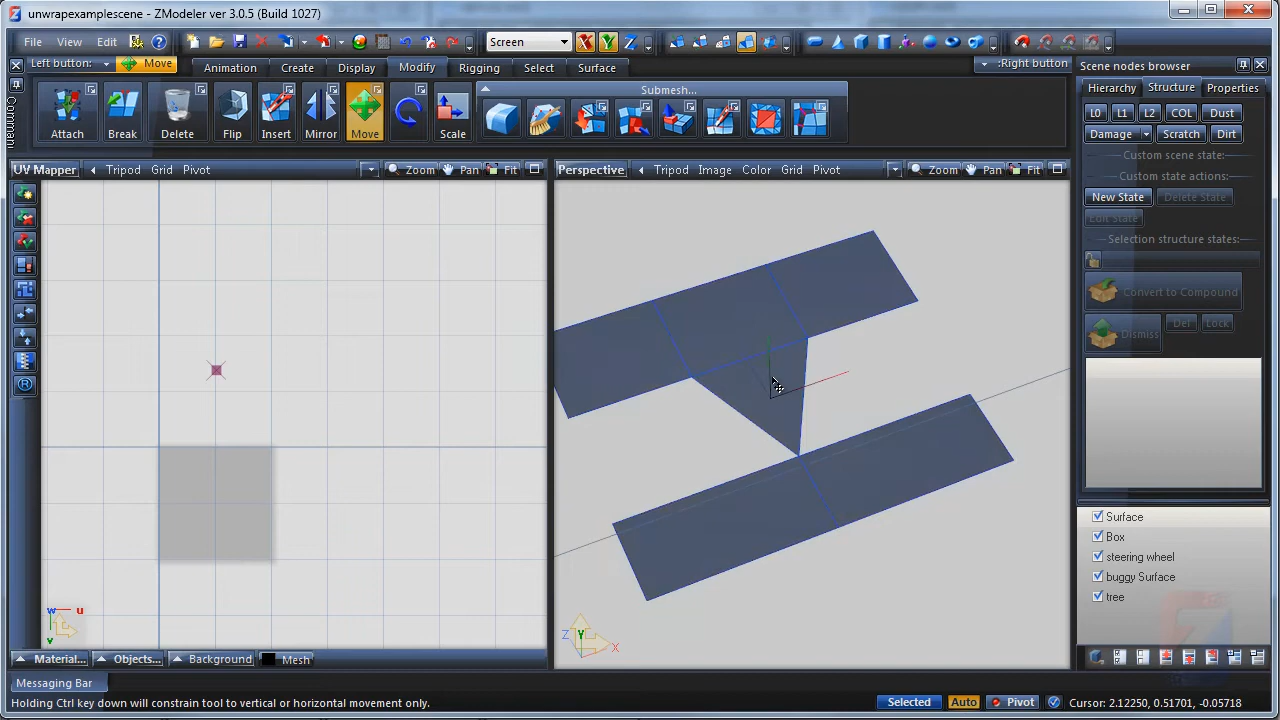 unwrapexamplescene - ZModeler ver 3.0.5 (Build 1027)
File View Edit Screen X Y Z
Left button: Move Animation Create Display Modify Rigging Select Surface :Right button
Command
Attach Break Delete Flip Insert Mirror Move Scale
Submesh...
UV Mapper Tripod Grid Pivot Zoom Pan Fit
Perspective Tripod Image Color Grid Pivot Zoom Pan Fit
w u v
Z Y X
Material... Objects... Background Mesh
Messaging Bar
Holding Ctrl key down will constrain tool to vertical or horizontal movement only.
Selected Auto Pivot Cursor: 2.12250, 0.51701, -0.05718
Scene nodes browser
Hierarchy Structure Properties
L0 L1 L2 COL Dust
Damage Scratch Dirt
Custom scene state:
Custom state actions:
New State Delete State
Edit State
Selection structure states:
Convert to Compound
Dismiss Del Lock
Surface
Box
steering wheel
buggy Surface
tree